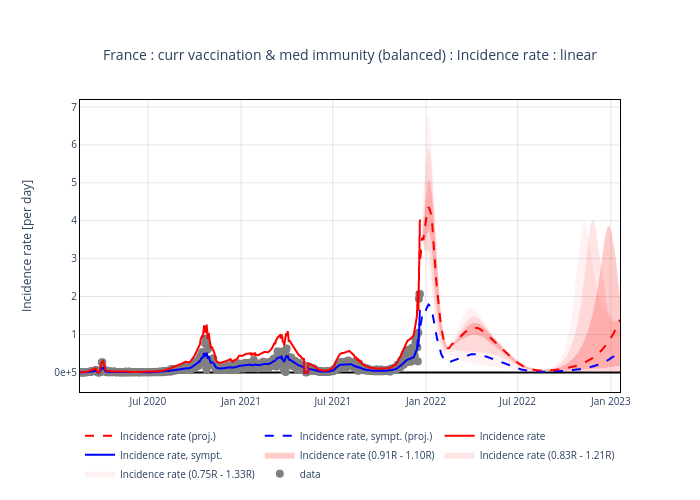 France : curr vaccination & med immunity (balanced) : Incidence rate : linear
Incidence rate [per day]
7
6
5
4
3
2
1
0e+5
Jul 2020 Jan 2021 Jul 2021 Jan 2022 Jul 2022 Jan 2023
Incidence rate (proj.) Incidence rate, sympt. (proj.) Incidence rate
Incidence rate, sympt. Incidence rate (0.91R - 1.10R) Incidence rate (0.83R - 1.21R)
Incidence rate (0.75R - 1.33R) data